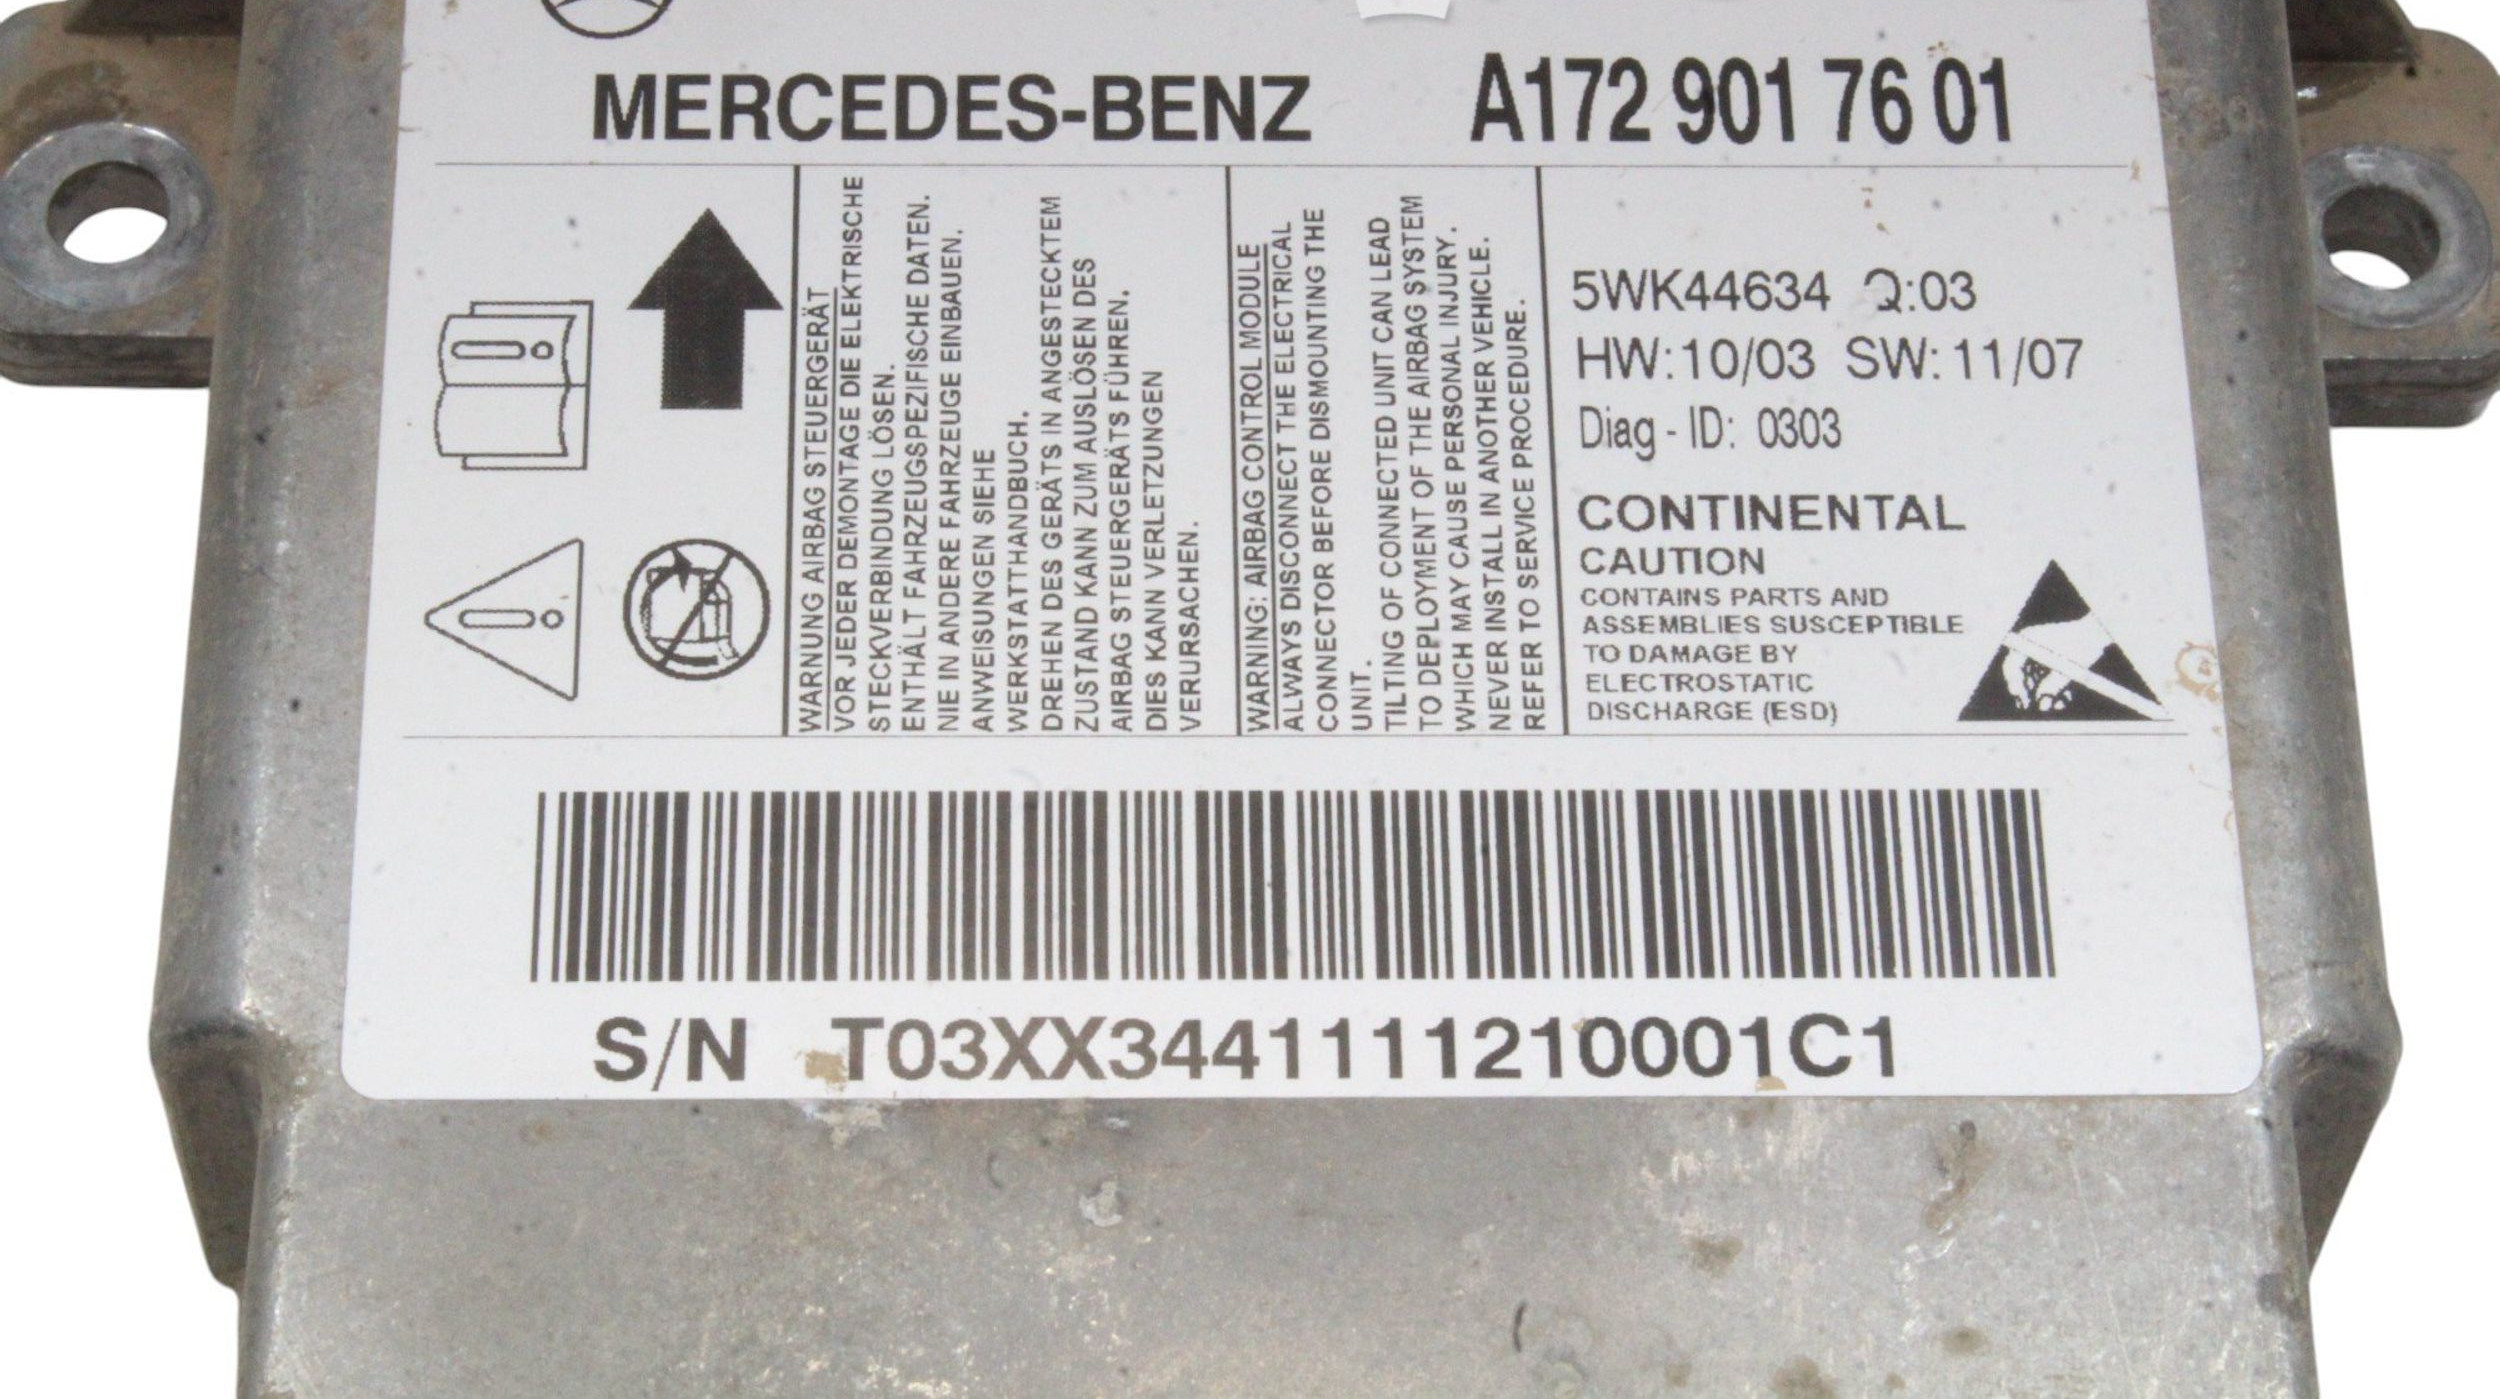 MERCEDES-BENZ A172 901 76 01
WARNUNG AIRBAG STEUERGERÄT
VOR JEDER DEMONTAGE DIE ELEKTRISCHE
STECKVERBINDUNG LÖSEN.
ENTHÄLT FAHRZEUGSPEZIFISCHE DATEN.
NIE IN ANDERE FAHRZEUGE EINBAUEN.
ANWEISUNGEN SIEHE
WERKSTATTHANDBUCH.
DREHEN DES GERÄTS IN ANGESTECKTEM
ZUSTAND KANN ZUM AUSLÖSEN DES
AIRBAG STEUERGERÄTS FÜHREN.
DIES KANN VERLETZUNGEN
VERURSACHEN.
WARNING: AIRBAG CONTROL MODULE
ALWAYS DISCONNECT THE ELECTRICAL
CONNECTOR BEFORE DISMOUNTING THE
UNIT.
TILTING OF CONNECTED UNIT CAN LEAD
TO DEPLOYMENT OF THE AIRBAG SYSTEM
WHICH MAY CAUSE PERSONAL INJURY.
NEVER INSTALL IN ANOTHER VEHICLE.
REFER TO SERVICE PROCEDURE.
5WK44634 Q:03
HW:10/03 SW:11/07
Diag - ID: 0303
CONTINENTAL
CAUTION
CONTAINS PARTS AND
ASSEMBLIES SUSCEPTIBLE
TO DAMAGE BY
ELECTROSTATIC
DISCHARGE (ESD)
S/N T03XX3441111210001C1